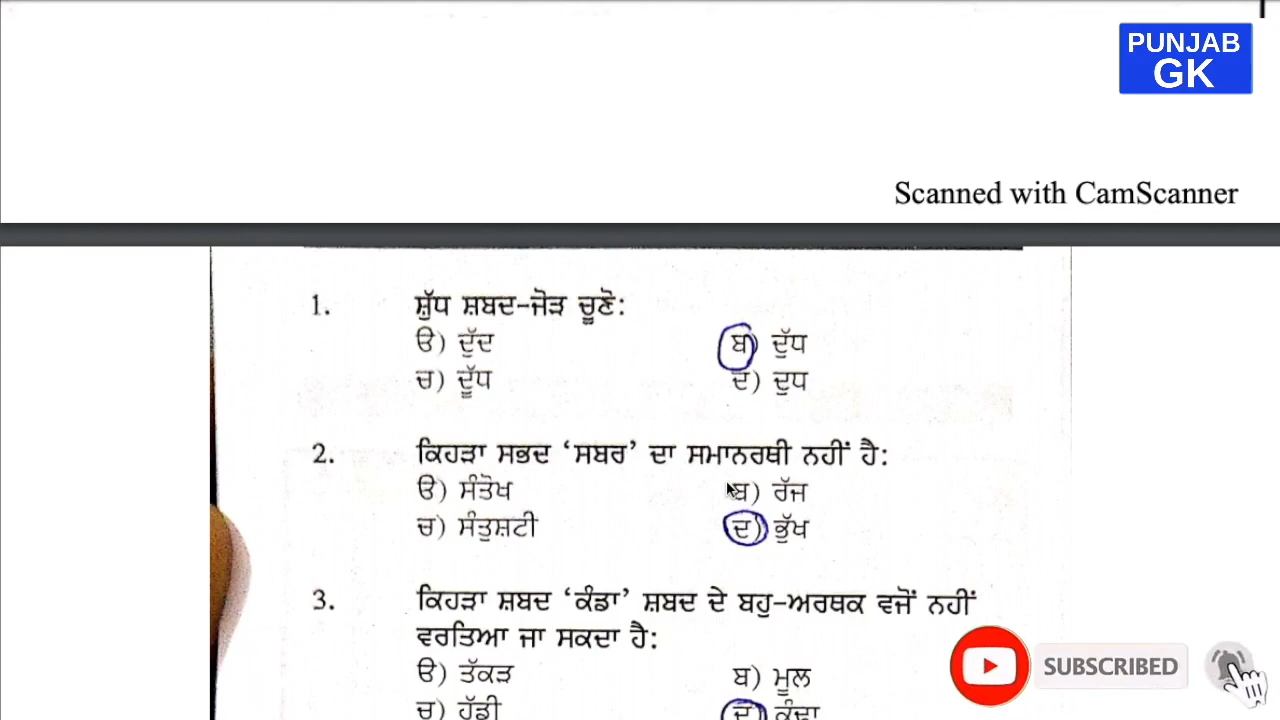 PUNJAB
GK
Scanned with CamScanner
1. ਸ਼ੁੱਧ ਸ਼ਬਦ-ਜੋੜ ਚੂਣੋ:
ੳ) ਦੁੱਦ ਬ) ਦੁੱਧ
ਚ) ਦੂੱਧ ਦ) ਦੁਧ
2. ਕਿਹੜਾ ਸਭਦ ‘ਸਬਰ’ ਦਾ ਸਮਾਨਰਥੀ ਨਹੀਂ ਹੈ:
ੳ) ਸੰਤੋਖ ਬ) ਰੱਜ
ਚ) ਸੰਤੁਸ਼ਟੀ ਦ) ਭੁੱਖ
3. ਕਿਹੜਾ ਸ਼ਬਦ ‘ਕੰਡਾ’ ਸ਼ਬਦ ਦੇ ਬਹੁ-ਅਰਥਕ ਵਜੋਂ ਨਹੀਂ
ਵਰਤਿਆ ਜਾ ਸਕਦਾ ਹੈ:
ੳ) ਤੱਕੜ ਬ) ਮੂਲ
ਚ) ਹੱਡੀ ਦ) ਕੰਢਾ
SUBSCRIBED